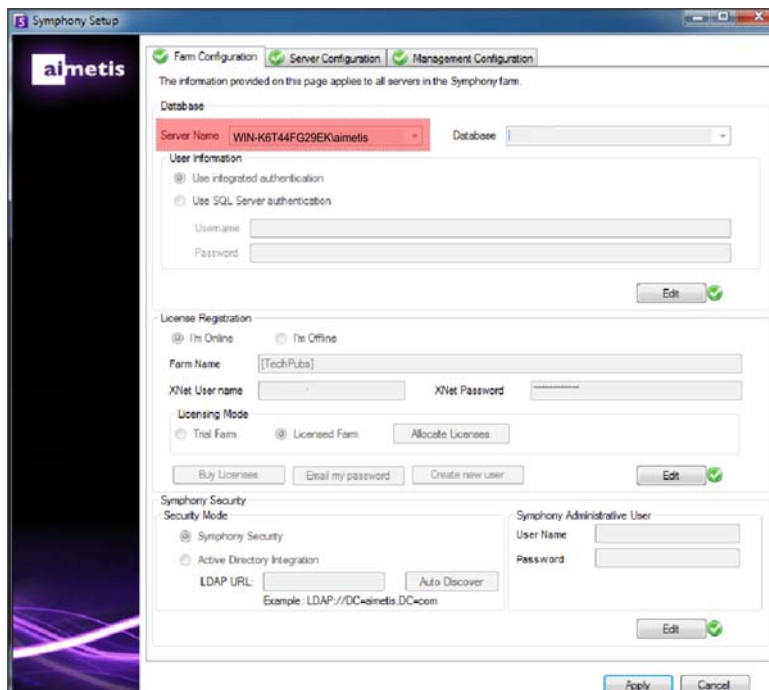 Symphony Setup
aimetis
Farm Configuration Server Configuration Management Configuration
The information provided on this page applies to all servers in the Symphony farm.
Database
Server Name WIN-K6T44FG29EK\aimetis Database
User Information
Use integrated authentication
Use SQL Server authentication
Username
Password
Edit
License Registration
I'm Online I'm Offline
Farm Name [TechPubs]
XNet User name XNet Password
Licensing Mode
Trial Farm Licensed Farm Allocate Licenses
Buy Licenses Email my password Create new user Edit
Symphony Security
Security Mode Symphony Administrative User
Symphony Security User Name
Active Directory Integration Password
LDAP URL: Auto Discover
Example: LDAP://DC=aimetis,DC=com
Edit
Apply Cancel